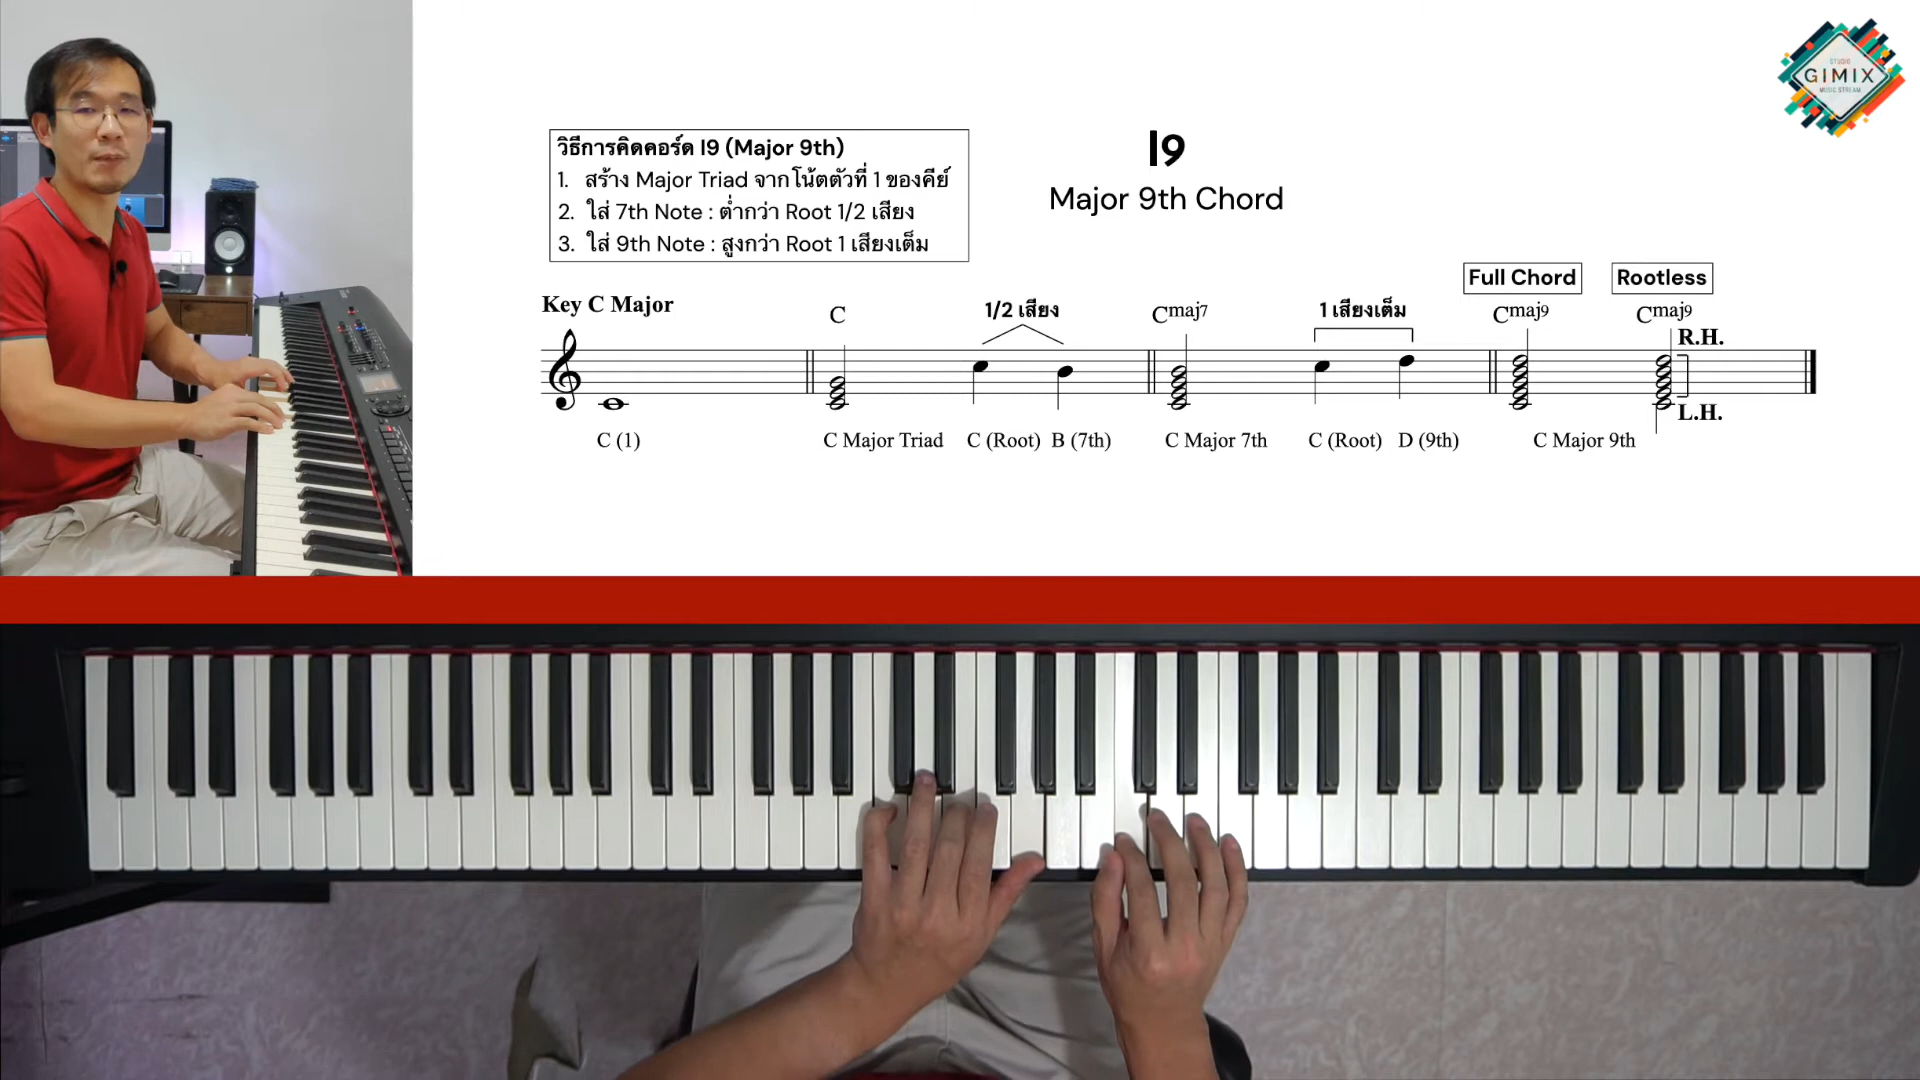 STUDIO
GIMIX
MUSIC STREAM
วิธีการคิดคอร์ด I9 (Major 9th)
1. สร้าง Major Triad จากโน้ตตัวที่ 1 ของคีย์
2. ใส่ 7th Note : ต่ำกว่า Root 1/2 เสียง
3. ใส่ 9th Note : สูงกว่า Root 1 เสียงเต็ม
I9
Major 9th Chord
Full Chord
Rootless
Key C Major
C
1/2 เสียง
Cmaj7
1 เสียงเต็ม
Cmaj9
Cmaj9
R.H.
L.H.
C (1)
C Major Triad
C (Root)
B (7th)
C Major 7th
C (Root)
D (9th)
C Major 9th